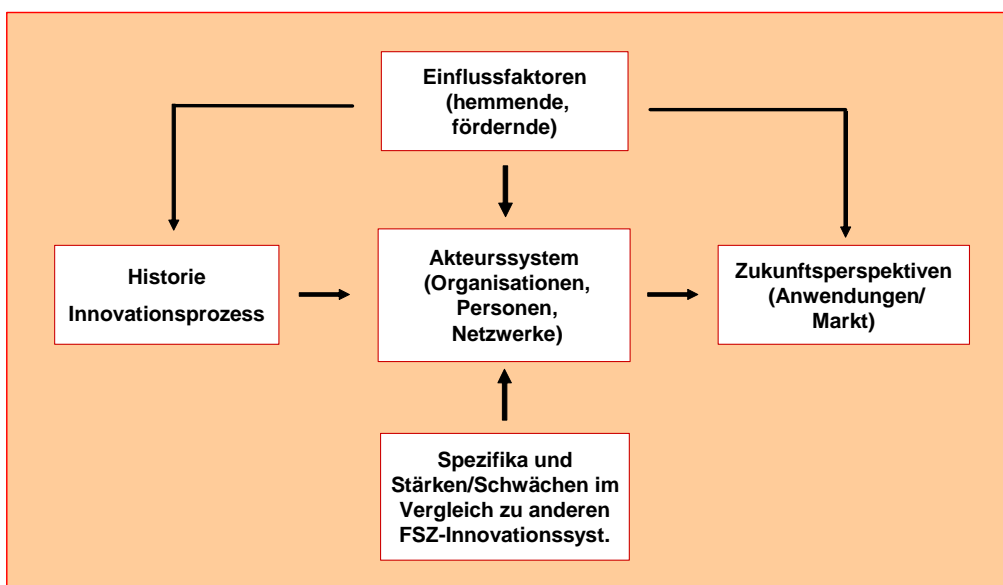 Einflussfaktoren
(hemmende,
fördernde)
Historie
Innovationsprozess
Akteurssystem
(Organisationen,
Personen,
Netzwerke)
Zukunftsperspektiven
(Anwendungen/
Markt)
Spezifika und
Stärken/Schwächen im
Vergleich zu anderen
FSZ-Innovationssyst.